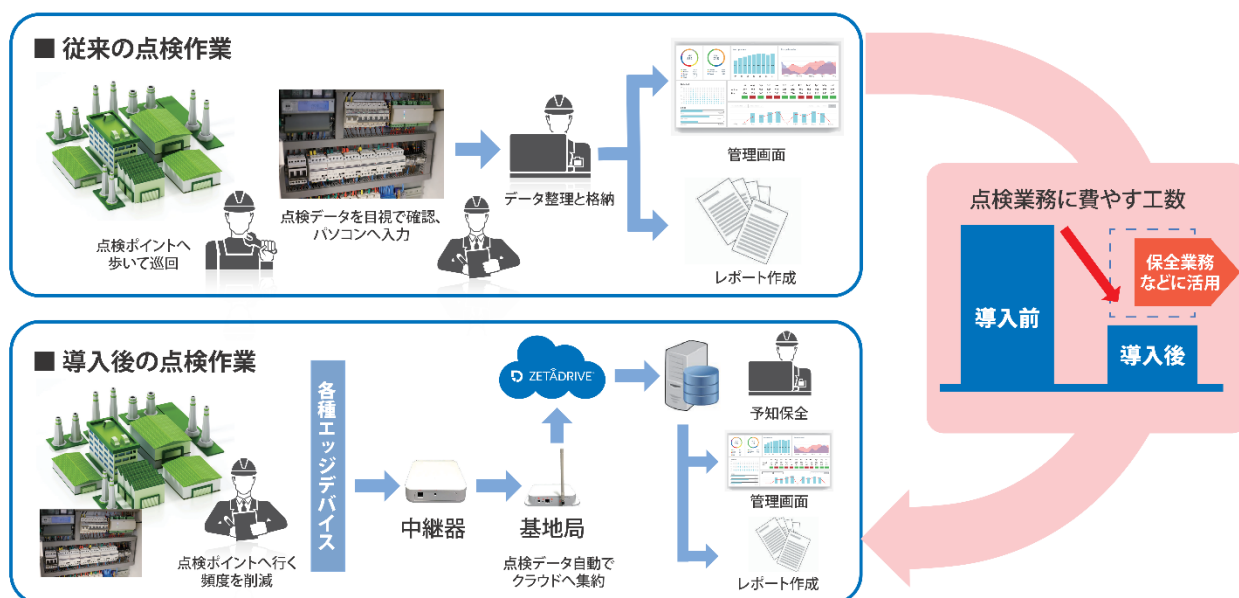 ■ 従来の点検作業
点検ポイントへ
歩いて巡回
点検データを目視で確認、
パソコンへ入力
データ整理と格納
管理画面
レポート作成
■ 導入後の点検作業
点検ポイントへ行く
頻度を削減
各種エッジデバイス
中継器
基地局
点検データ自動で
クラウドへ集約
ZETADRIVE
予知保全
管理画面
レポート作成
点検業務に費やす工数
導入前
保全業務
などに活用
導入後